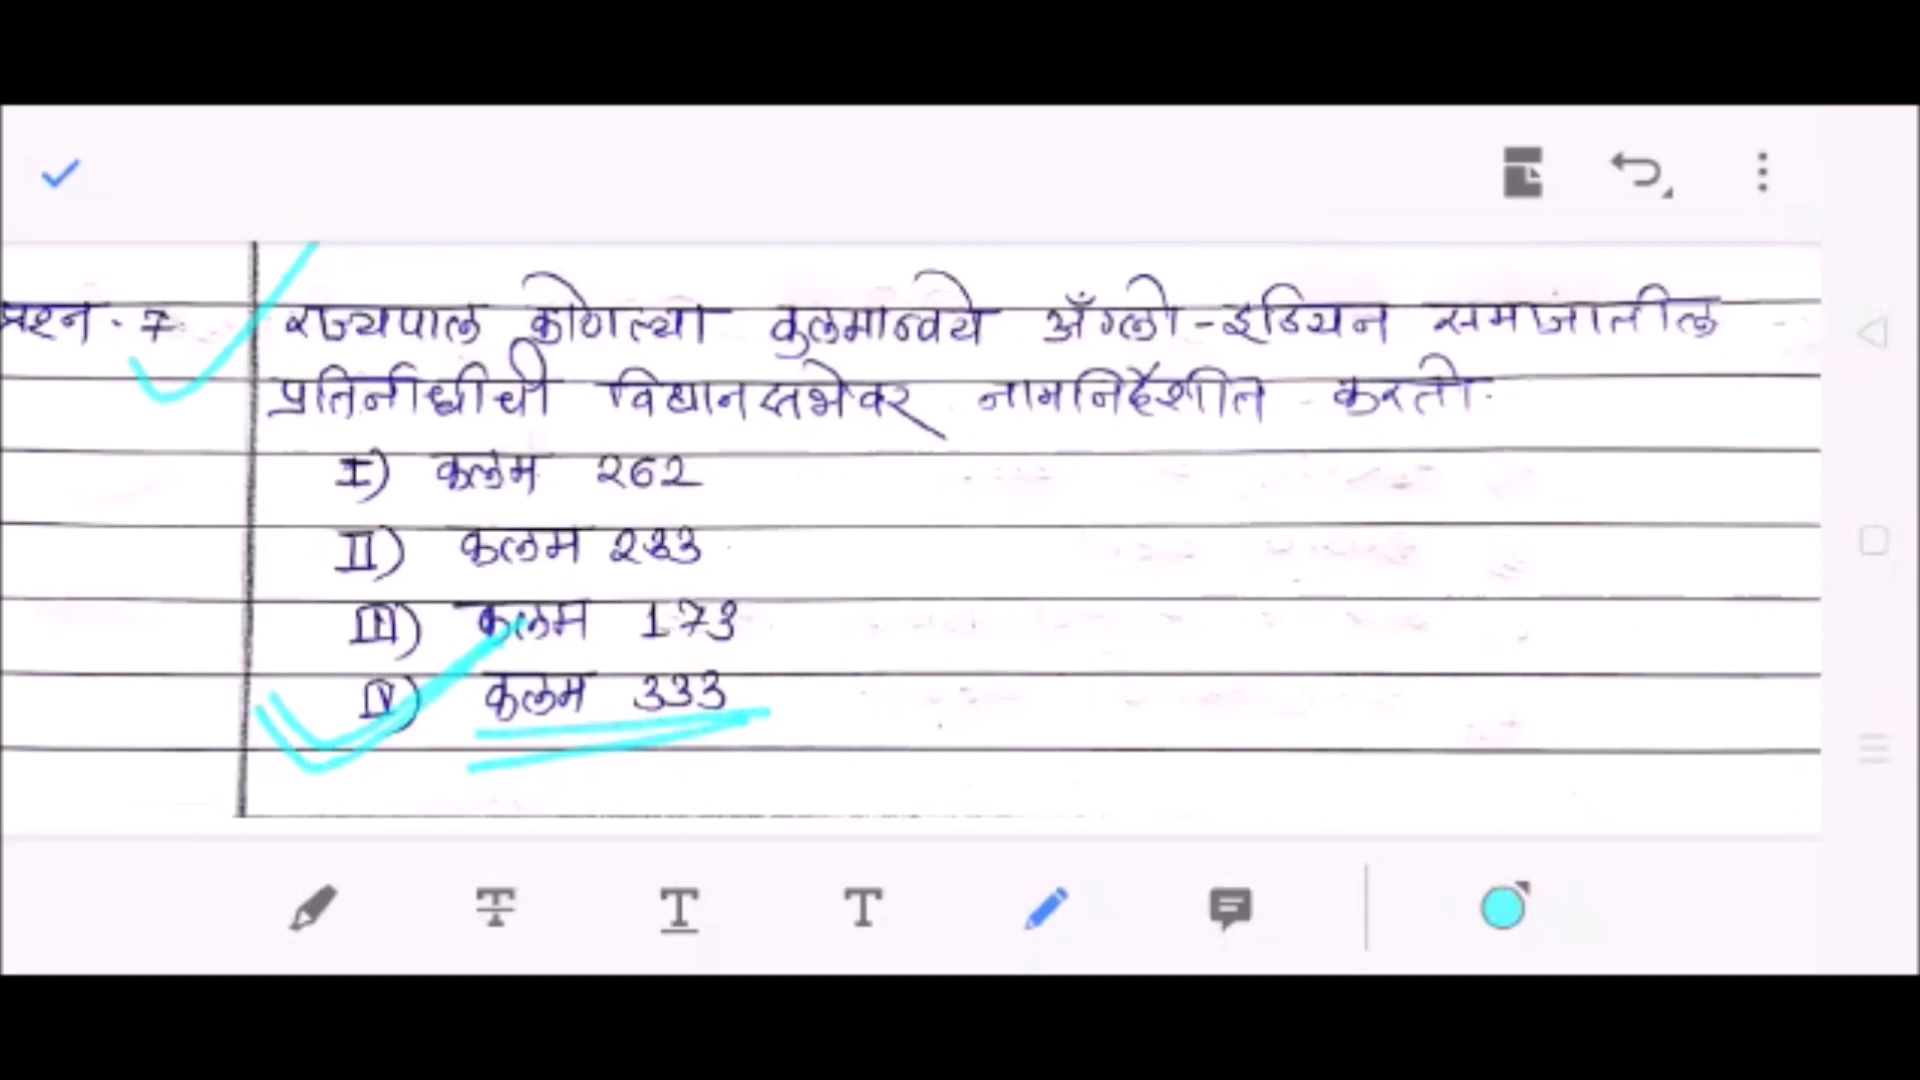 प्रश्न. 7 राज्यपाल कोणत्या कलमान्वये अँग्लो-इंडियन समाजातील
प्रतिनीधीची विधानसभेवर नामनिर्देशीत करतो.
I) कलम 262
II) कलम 233
III) कलम 173
IV) कलम 333